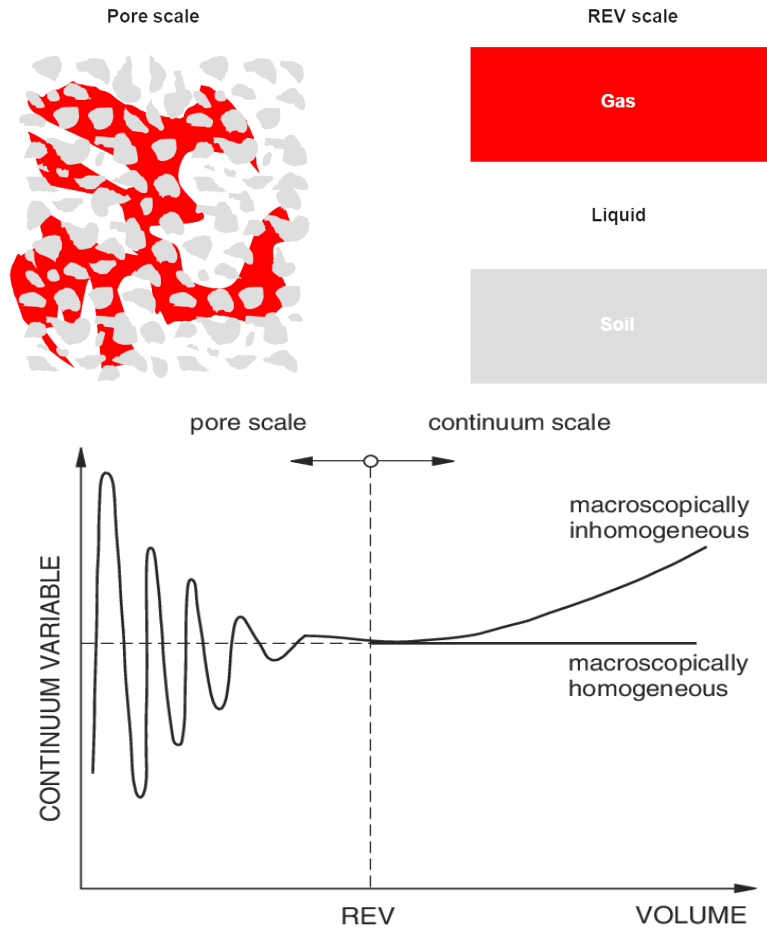 Pore scale
REV scale
Gas
Liquid
Soil
pore scale
continuum scale
macroscopically
inhomogeneous
macroscopically
homogeneous
CONTINUUM VARIABLE
REV
VOLUME